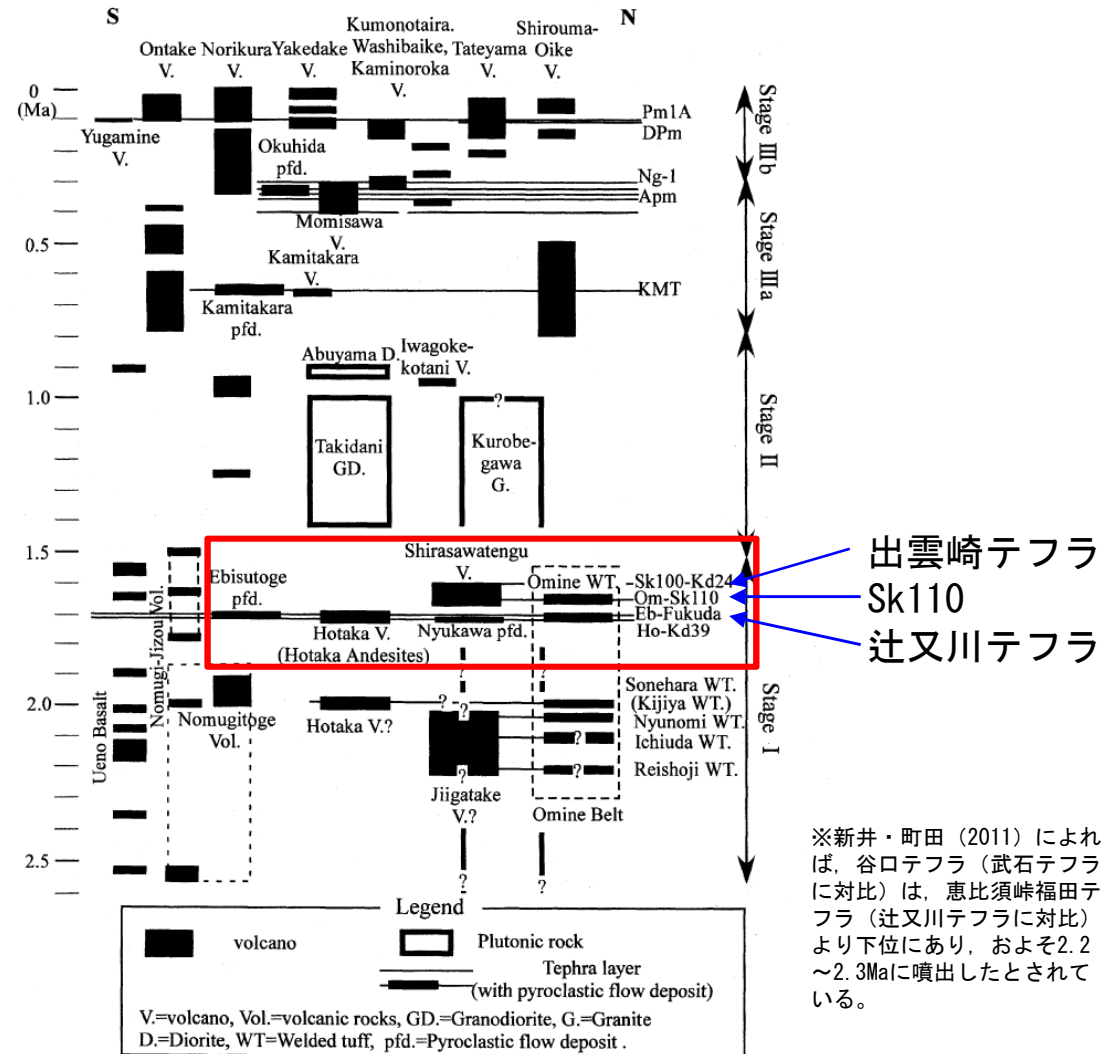 S
N
Ontake
V.
Norikura
V.
Yakedake
V.
Kumonotaira.
Washibaike,
Kaminoroka
V.
Tateyama
V.
Shirouma-
Oike
V.
0
(Ma)
Yugamine
V.
Okuhida
pfd.
Pm1A
DPm
Ng-1
Apm
Stage Ⅲb
Momisawa
V.
0.5
Kamitakara
V.
KMT
Kamitakara
pfd.
Stage Ⅲa
Abuyama D.
Iwagoke-
kotani V.
1.0
?
Takidani
GD.
Kurobe-
gawa
G.
Stage Ⅱ
1.5
Shirasawatengu
V.
Ebisutoge
pfd.
Omine WT.
Sk100-Kd24
Om-Sk110
Eb-Fukuda
Ho-Kd39
出雲崎テフラ
Sk110
辻又川テフラ
Hotaka V.
(Hotaka Andesites)
Nyukawa pfd.
Nomugi-Jizou Vol.
Ueno Basalt
?
?
2.0
Nomugitoge
Vol.
Hotaka V.?
?
?
Sonehara WT.
(Kijiya WT.)
Nyunomi WT.
Ichiuda WT.
Reishoji WT.
?
?
?
Jiigatake
V.?
Omine Belt
Stage Ⅰ
2.5
?
?
※新井・町田（2011）によれ
ば，谷口テフラ（武石テフラ
に対比）は，恵比須峠福田テ
フラ（辻又川テフラに対比）
より下位にあり，およそ2.2
～2.3Maに噴出したとされて
いる。
Legend
volcano
Plutonic rock
Tephra layer
(with pyroclastic flow deposit)
V.=volcano, Vol.=volcanic rocks, GD.=Granodiorite, G.=Granite
D.=Diorite, WT=Welded tuff, pfd.=Pyroclastic flow deposit .